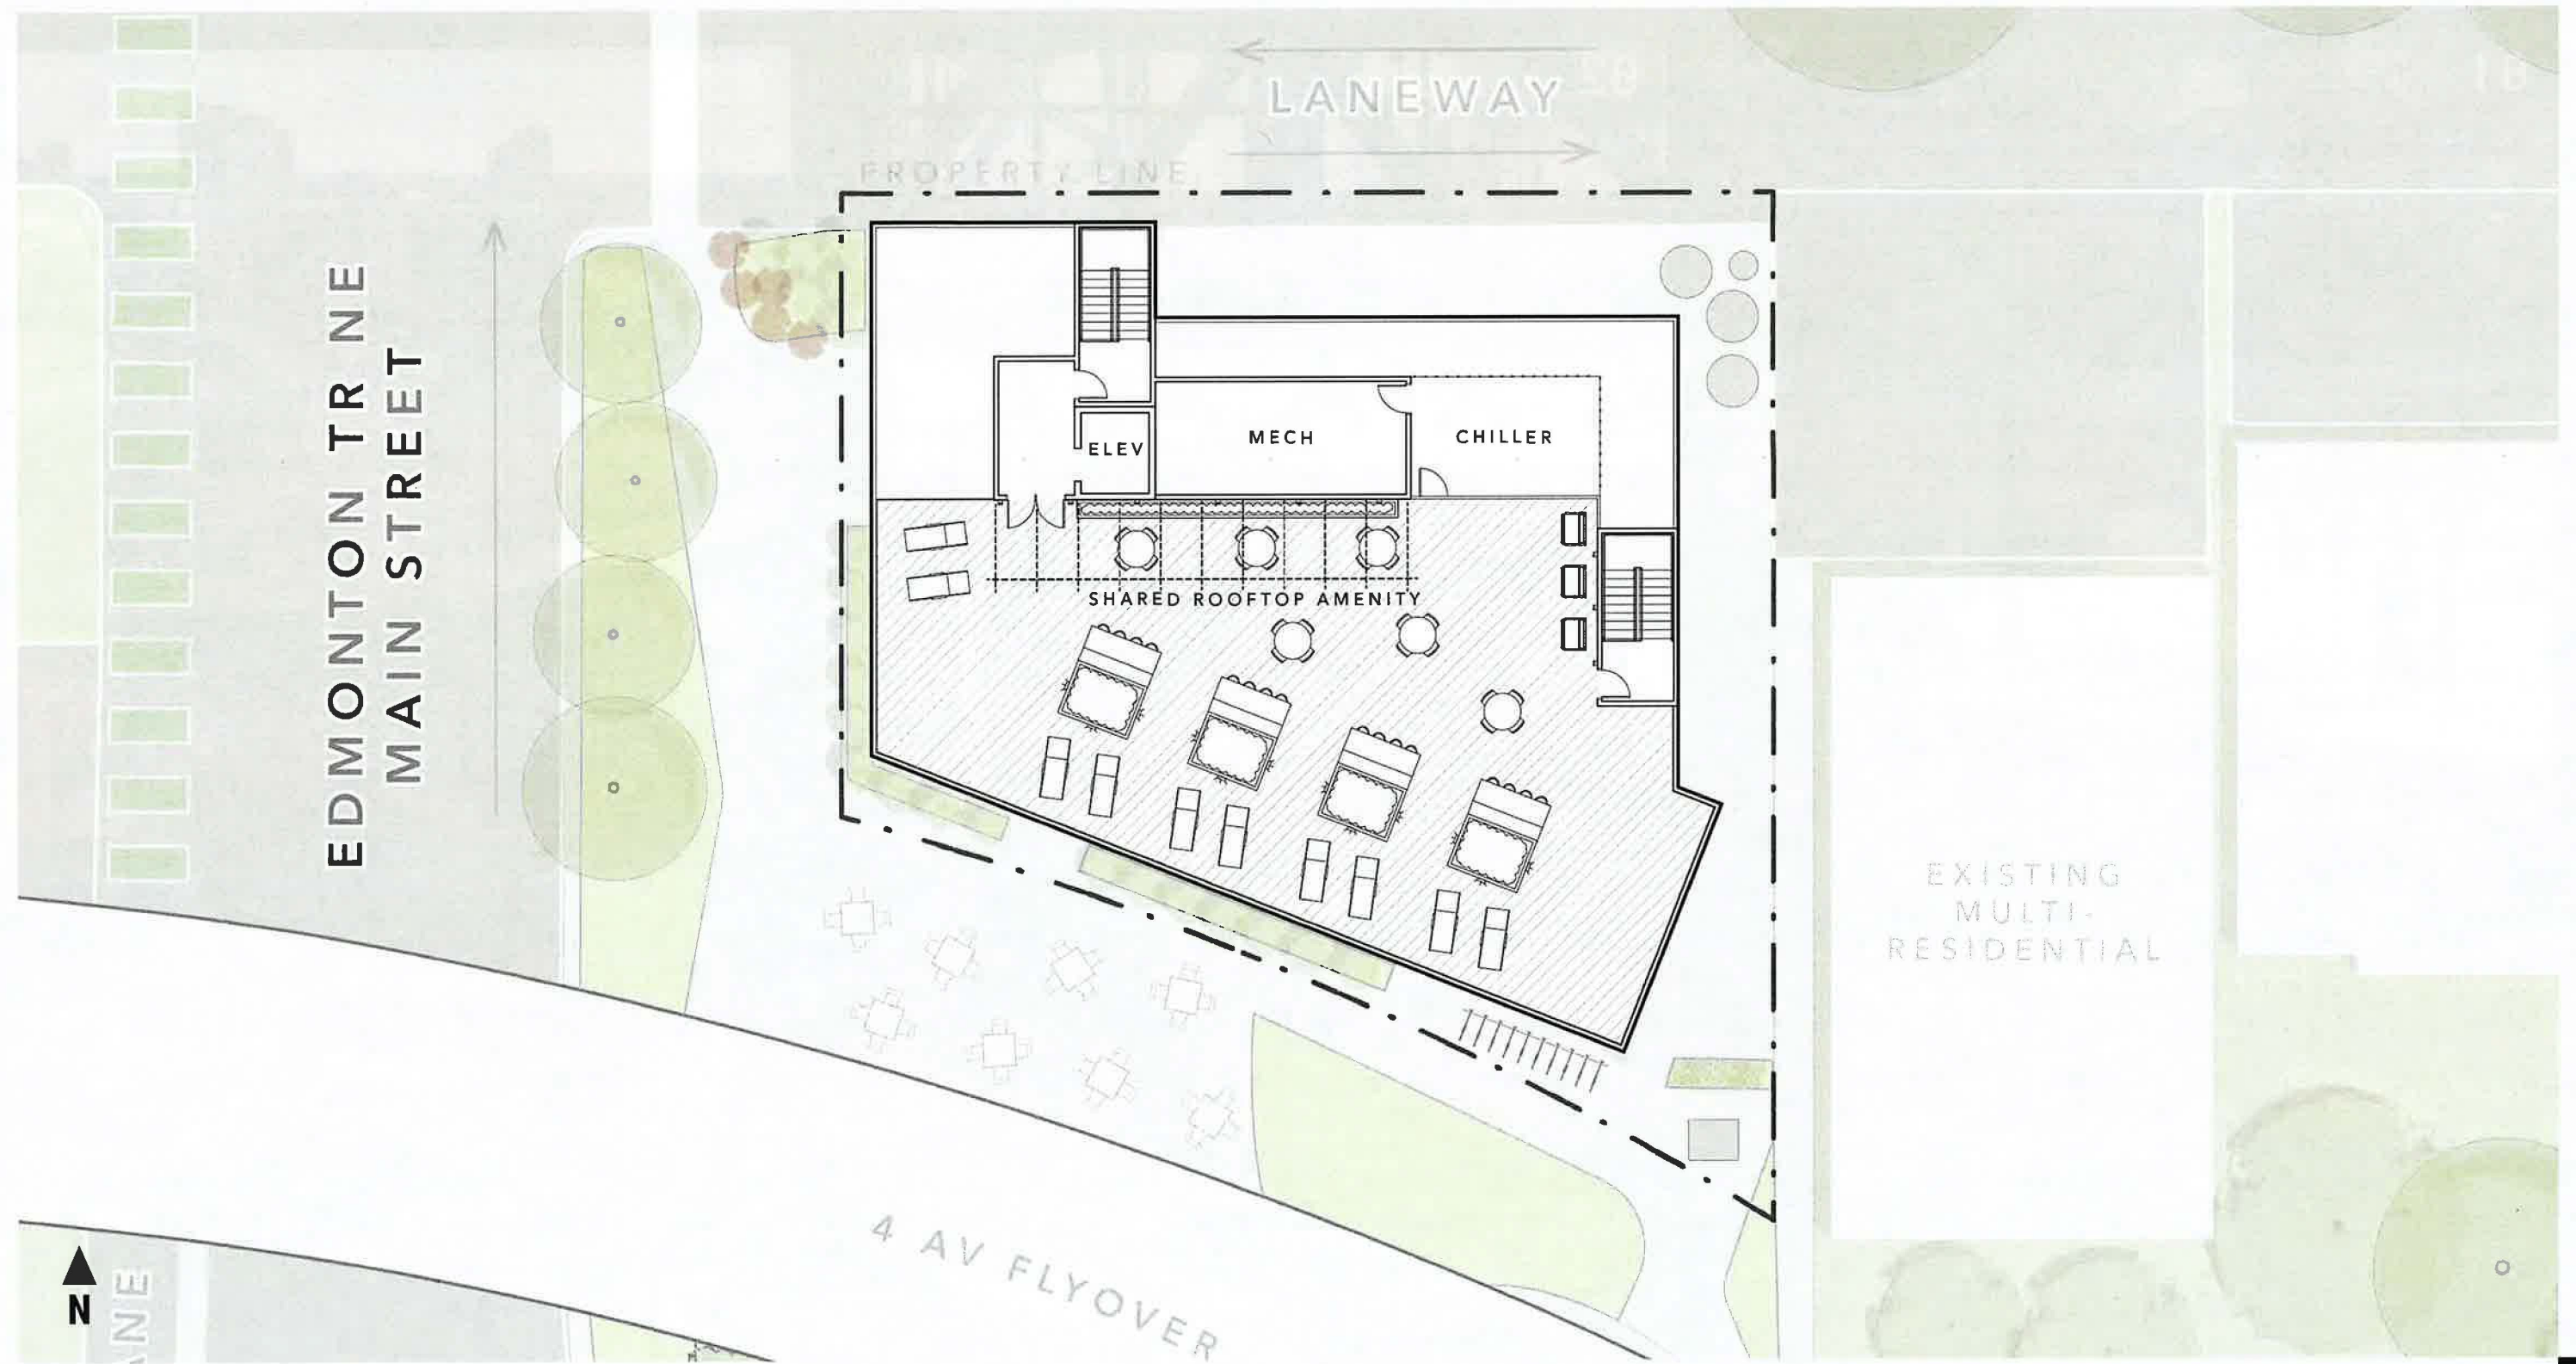 LANEWAY
PROPERTY LINE
EDMONTON TR NE
MAIN STREET
ELEV
MECH
CHILLER
SHARED ROOFTOP AMENITY
EXISTING
MULTI-
RESIDENTIAL
4 AV FLYOVER
N